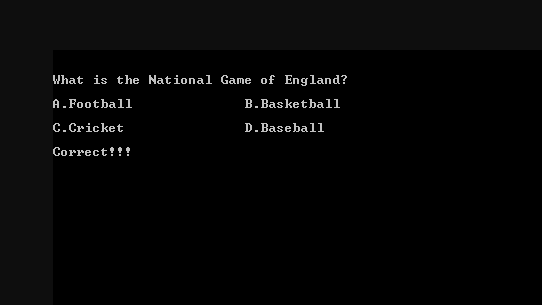 What is the National Game of England?
A.Football B.Basketball
C.Cricket D.Baseball
Correct!!!